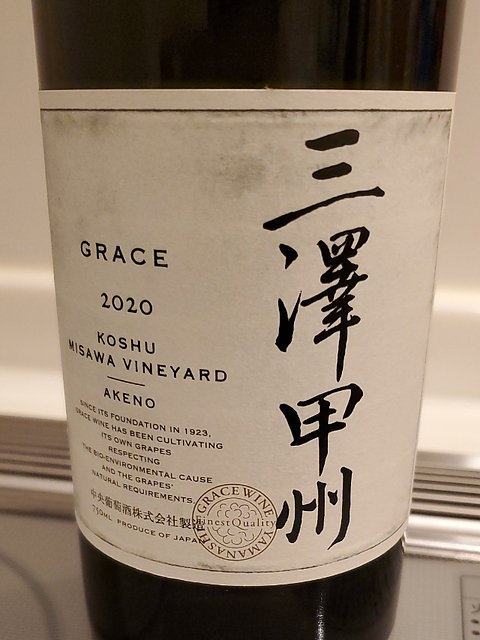 GRACE
2020
KOSHU
MISAWA VINEYARD
AKENO
SINCE ITS FOUNDATION IN 1923,
GRACE WINE HAS BEEN CULTIVATING
ITS OWN GRAPES
RESPECTING
THE BIO-ENVIRONMENTAL CAUSE
AND THE GRAPES'
NATURAL REQUIREMENTS.
中央葡萄酒株式会社製造
750ML PRODUCE OF JAPAN
GRACE WINE
Finest Quality
YAMANASHI
三澤甲州